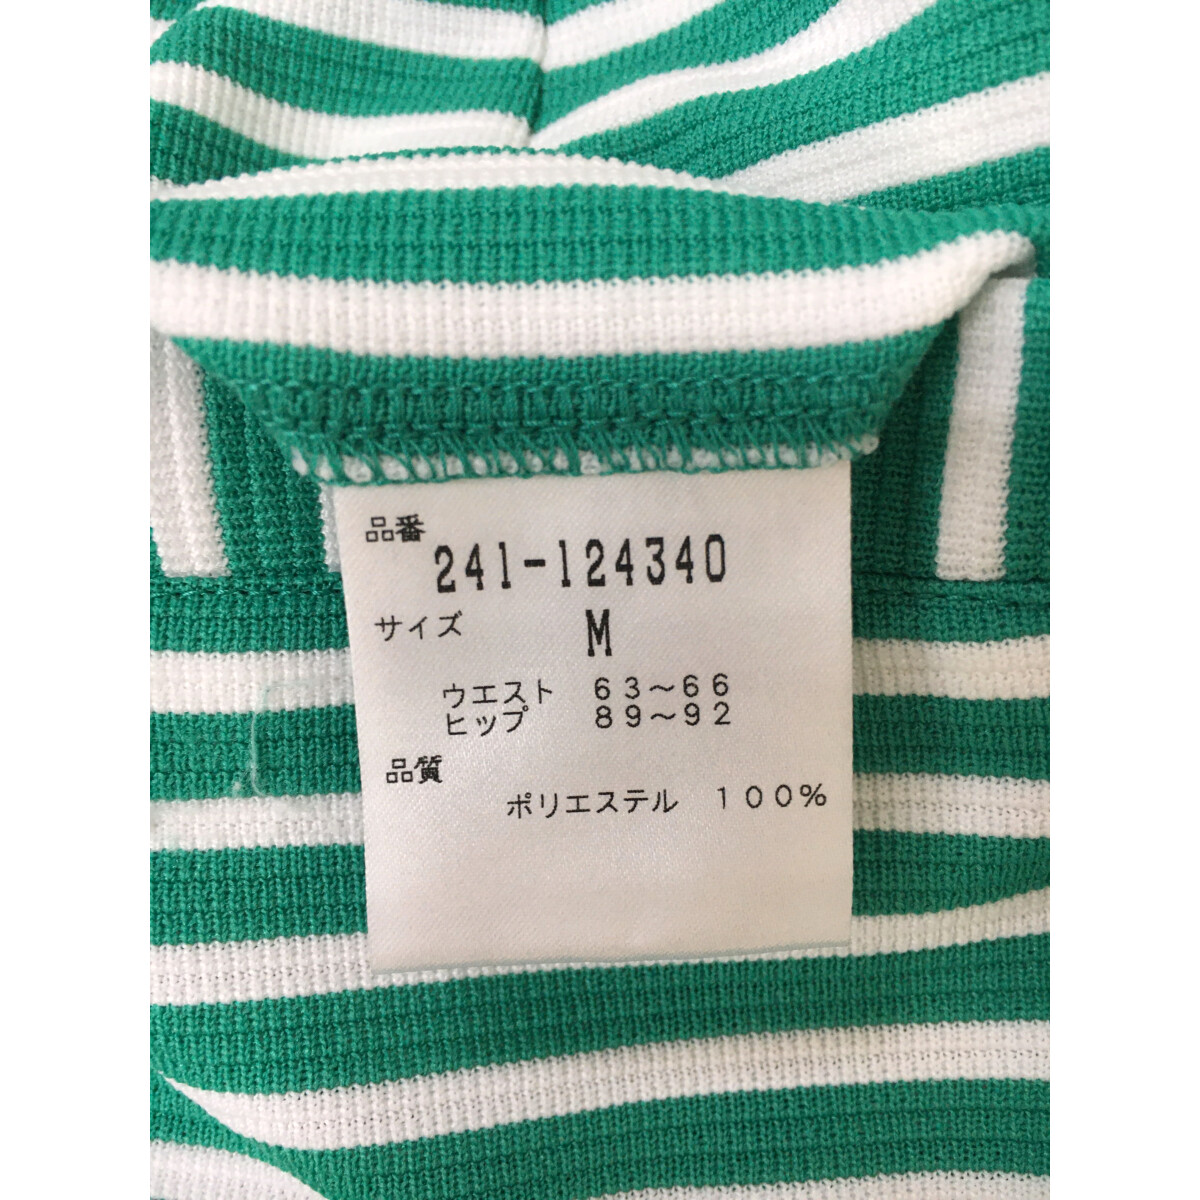 品番
241-124340
サイズ M
ウエスト 63～66
ヒップ 89～92
品質
ポリエステル 100%